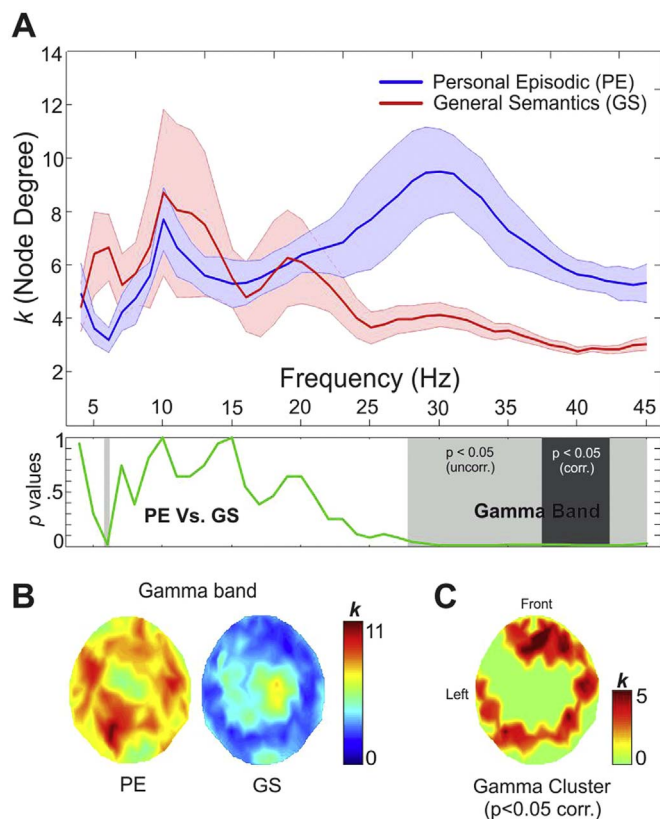 A
14
12
10
8
6
4
2
k (Node Degree)
Personal Episodic (PE)
General Semantics (GS)
Frequency (Hz)
5 10 15 20 25 30 35 40 45
1
.5
0
p values
PE Vs. GS
p < 0.05
(uncorr.)
p < 0.05
(corr.)
Gamma Band
B
Gamma band
k
11
0
PE
GS
C
Front
Left
k
5
0
Gamma Cluster
(p<0.05 corr.)